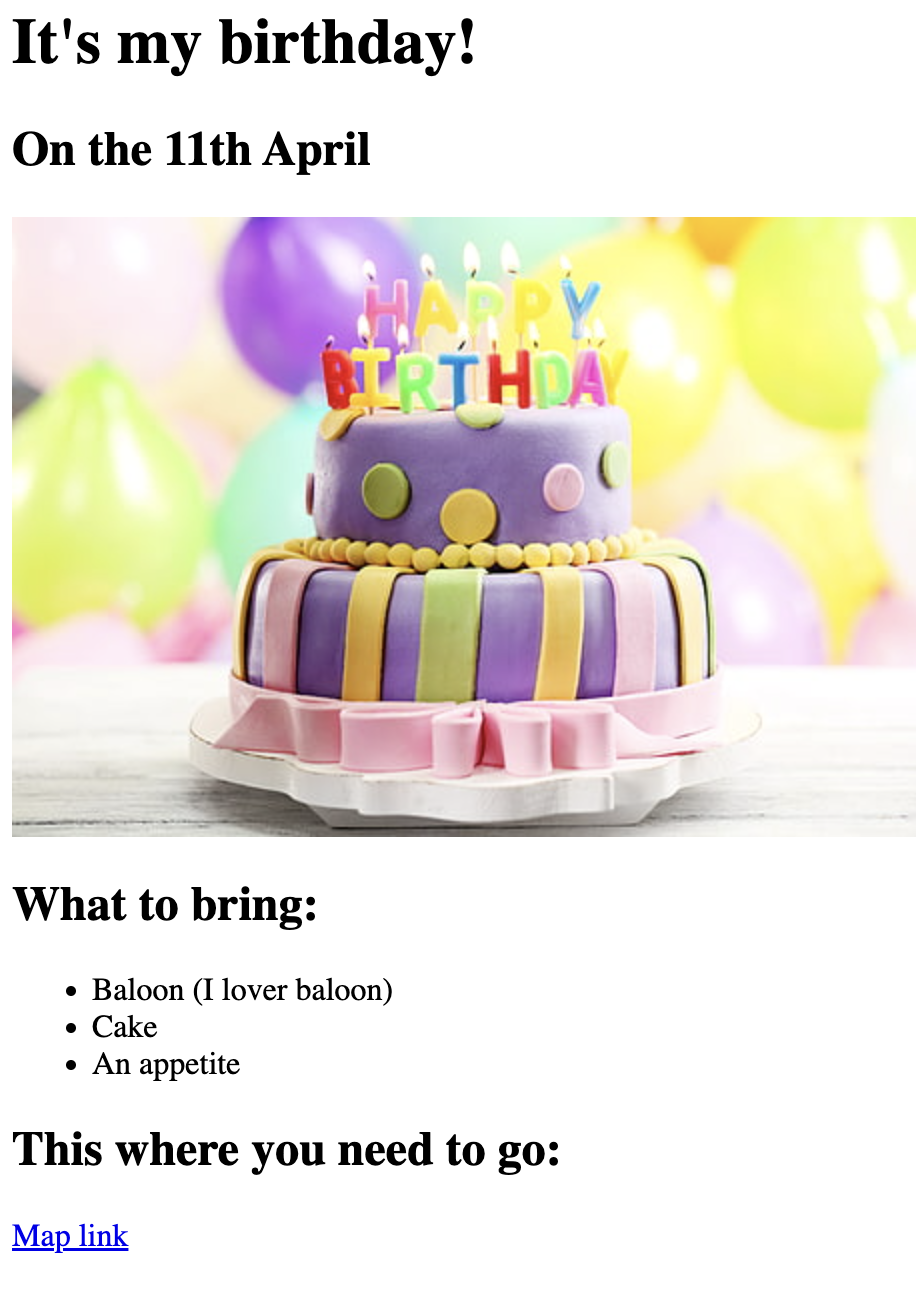 It's my birthday!
On the 11th April
HAPPY
BIRTHDAY
What to bring:
Baloon (I lover baloon)
Cake
An appetite
This where you need to go:
Map link